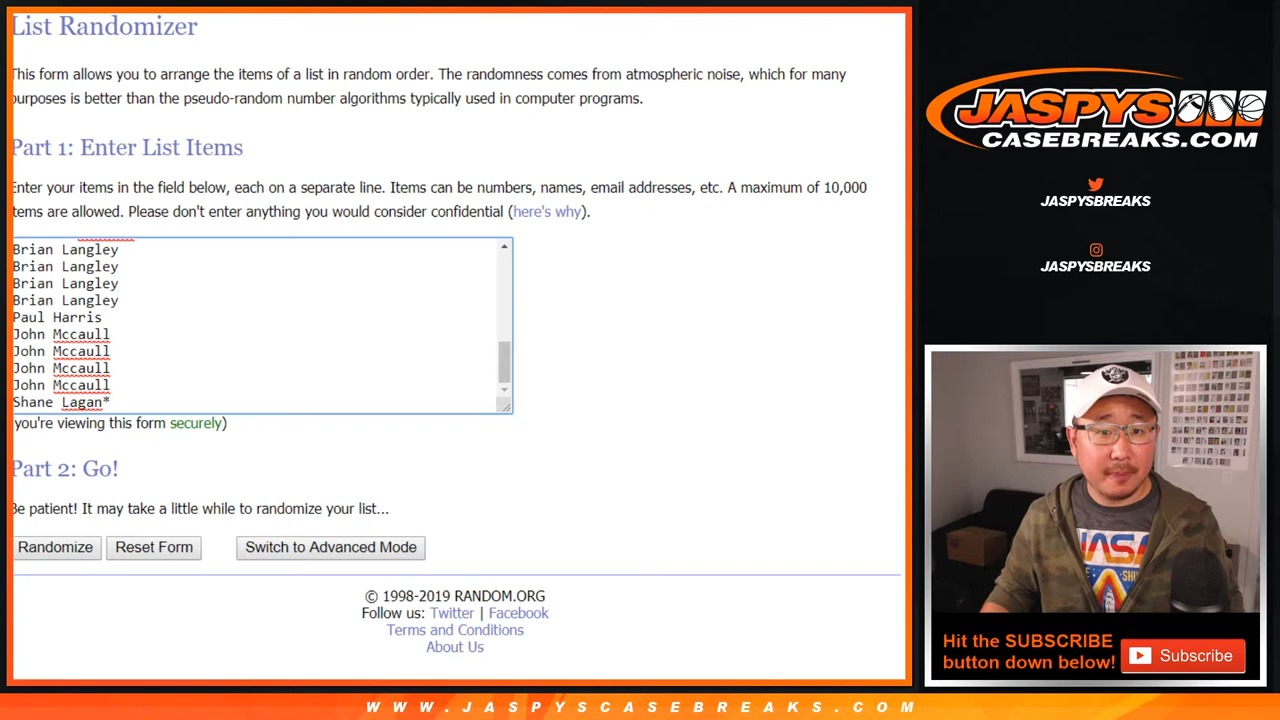 List Randomizer
This form allows you to arrange the items of a list in random order. The randomness comes from atmospheric noise, which for many
purposes is better than the pseudo-random number algorithms typically used in computer programs.
Part 1: Enter List Items
Enter your items in the field below, each on a separate line. Items can be numbers, names, email addresses, etc. A maximum of 10,000
items are allowed. Please don't enter anything you would consider confidential (here's why).
Brian Langley
Brian Langley
Brian Langley
Brian Langley
Paul Harris
John Mccaull
John Mccaull
John Mccaull
John Mccaull
Shane Lagan*
you're viewing this form securely)
Part 2: Go!
Be patient! It may take a little while to randomize your list...
Randomize
Reset Form
Switch to Advanced Mode
© 1998-2019 RANDOM.ORG
Follow us: Twitter | Facebook
Terms and Conditions
About Us
JASPYS
CASEBREAKS.COM
JASPYSBREAKS
JASPYSBREAKS
NASA
Hit the SUBSCRIBE
button down below!
Subscribe
WWW.JASPYSCASEBREAKS.COM